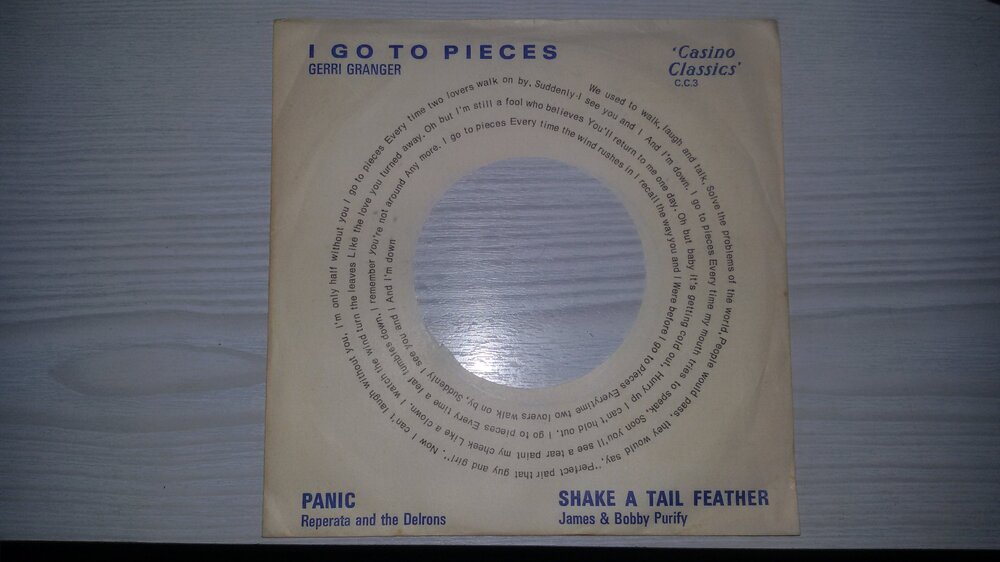 I GO TO PIECES
GERRI GRANGER
'Casino
Classics'
C.C.3
We used to walk, laugh and talk, Solve the problems of the world. People would pass, they would say, "Perfect pair that guy and girl". Now I can't laugh without you, I'm only half without you I go to pieces Every time two lovers walk on by, Suddenly I see you and I And I'm down. I go to pieces Every time my mouth tries to speak, Soon you'll see a tear paint my cheek Like a clown. I watch the wind turn the leaves Like the love you turned away. Oh but I'm still a fool who believes You'll return to me one day. Oh but baby it's getting cold out, Hurry up I can't hold out. I go to pieces Every time a leaf tumbles down, I remember you're not around Any more. I go to pieces Every time the wind rushes in I recall the way you and I Were before I go to pieces Everytime two lovers walk on by, Suddenly I see you and I And I'm down
PANIC
Reperata and the Delrons
SHAKE A TAIL FEATHER
James & Bobby Purify